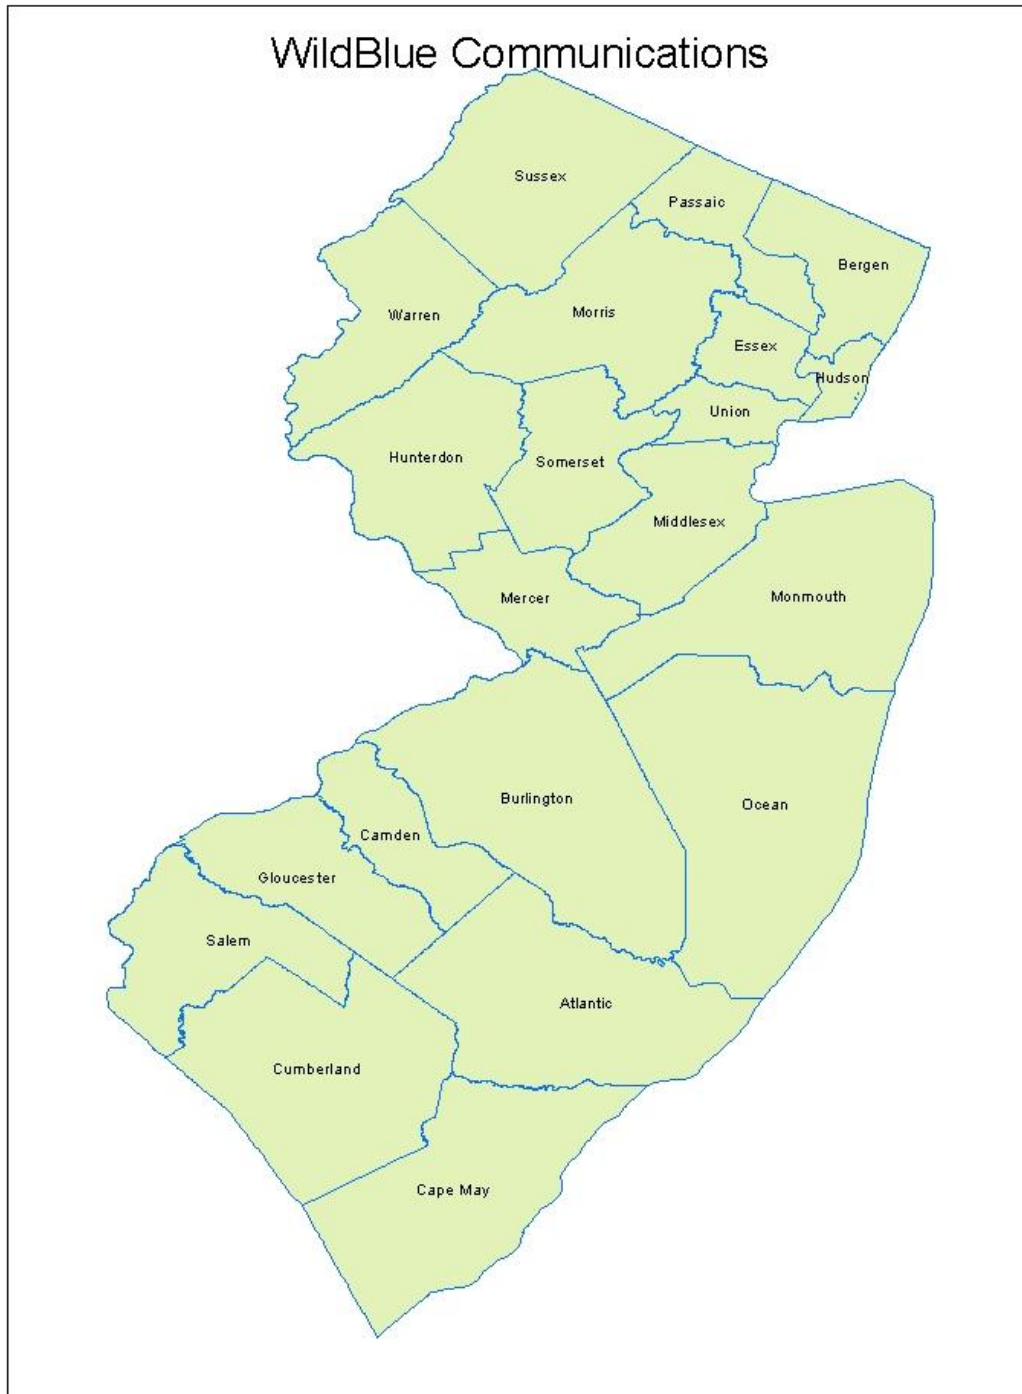 WildBlue Communications
Sussex
Passaic
Bergen
Warren
Morris
Essex
Hudson
Union
Hunterdon
Somerset
Middlesex
Mercer
Monmouth
Burlington
Ocean
Camden
Gloucester
Salem
Atlantic
Cumberland
Cape May